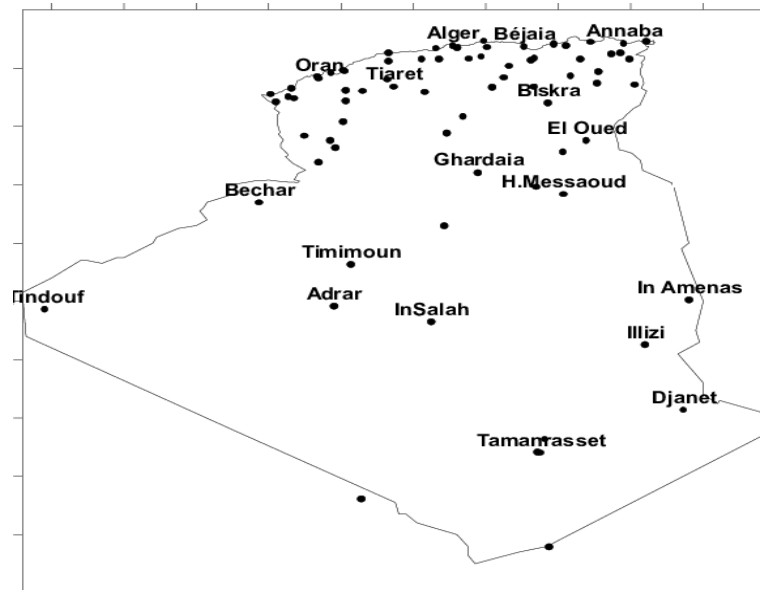 Alger
Béjaia
Annaba
Oran
Tiaret
Biskra
El Oued
Ghardaia
H.Messaoud
Bechar
Timimoun
Tindouf
Adrar
InSalah
In Amenas
Illizi
Djanet
Tamanrasset